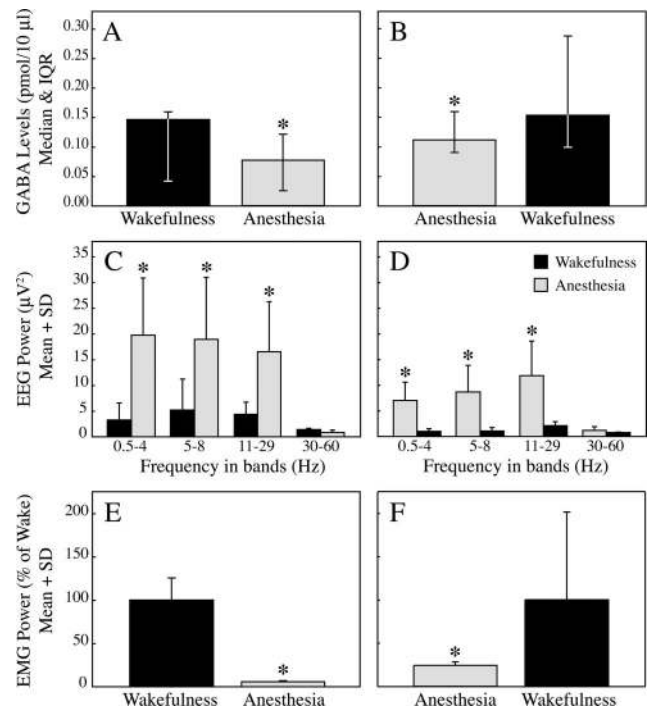 GABA Levels (pmol/10 µl)
Median & IQR
A
0.30
0.25
0.20
0.15
0.10
0.05
0.00
*
Wakefulness Anesthesia
B
*
Anesthesia Wakefulness
EEG Power (µV²)
Mean + SD
C
40
35
30
25
20
15
10
5
0
* * *
0.5-4 5-8 11-29 30-60
Frequency in bands (Hz)
D
Wakefulness
Anesthesia
* * *
0.5-4 5-8 11-29 30-60
Frequency in bands (Hz)
EMG Power (% of Wake)
Mean + SD
E
100
50
0
*
Wakefulness Anesthesia
F
*
Anesthesia Wakefulness